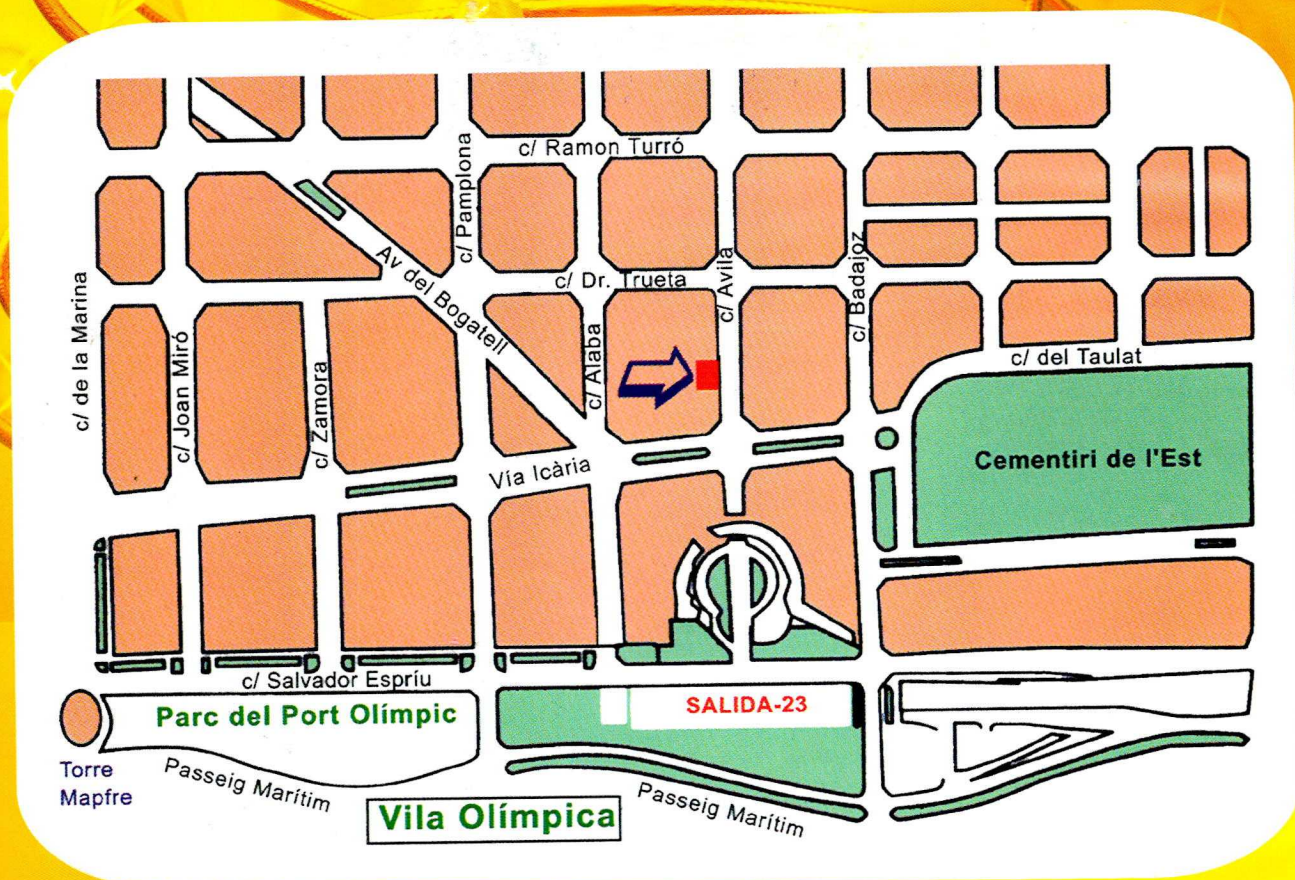 c/ Ramon Turró
c/ Pamplona
Av del Bogatell
c/ Dr. Trueta
c/ Avila
c/ Badajoz
c/ de la Marina
c/ Joan Miró
c/ Zamora
c/ Alaba
c/ del Taulat
Cementiri de l'Est
Vía Icària
c/ Salvador Espríu
Parc del Port Olímpic
SALIDA-23
Torre
Mapfre
Passeig Marítim
Vila Olímpica
Passeig Marítim